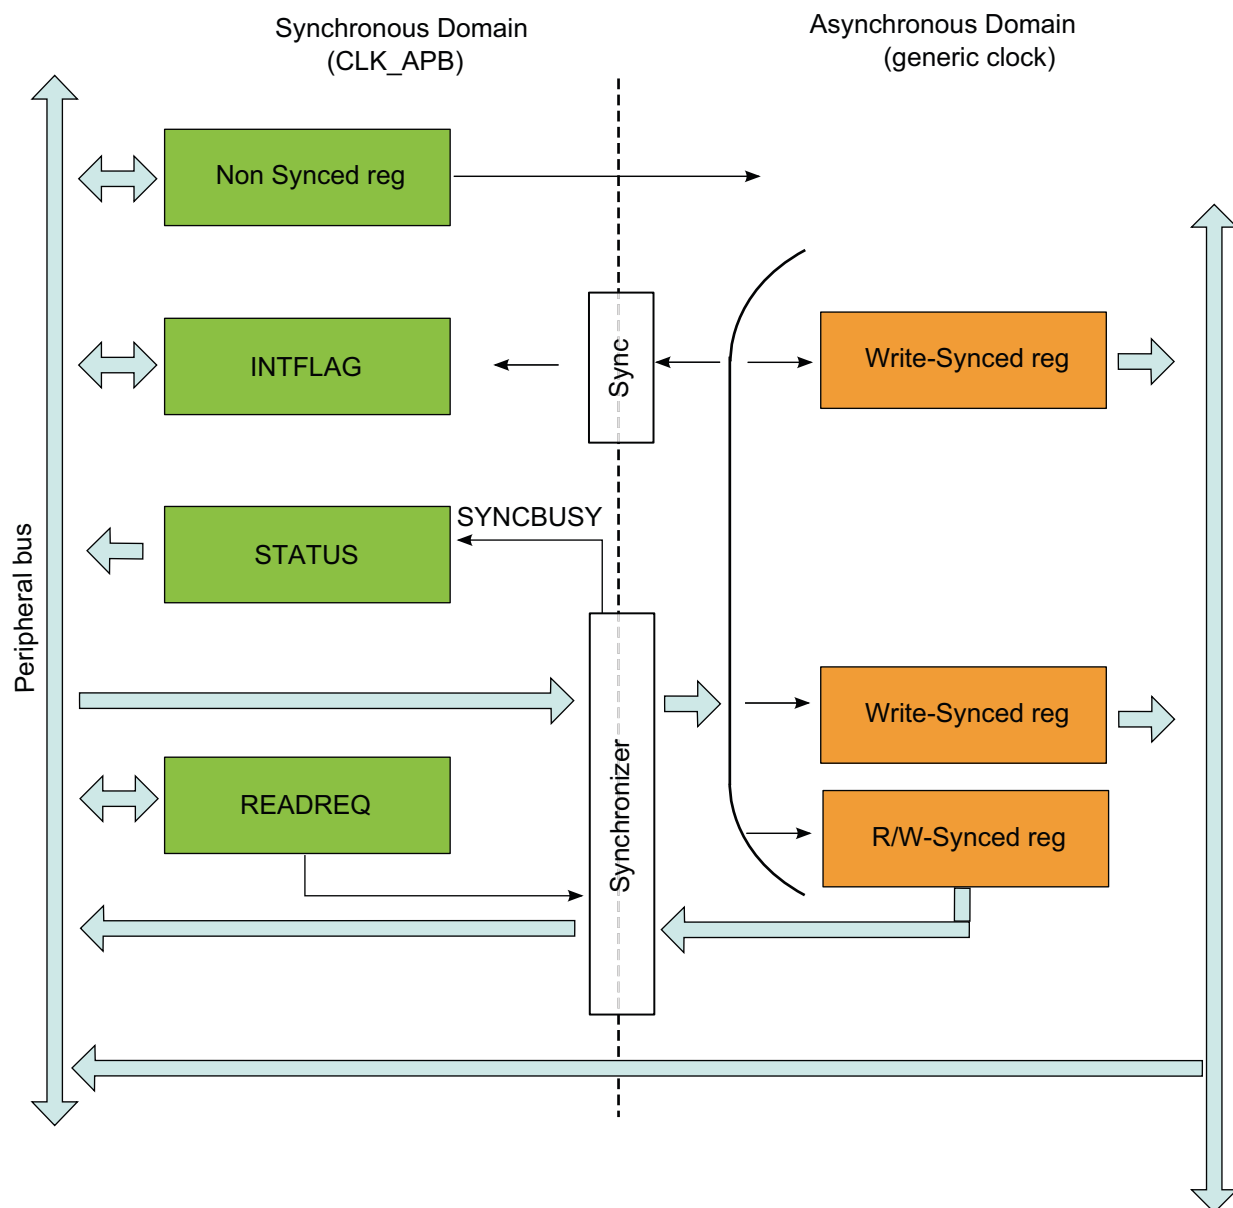 Synchronous Domain
(CLK_APB)
Asynchronous Domain
(generic clock)
Non Synced reg
INTFLAG
Sync
Write-Synced reg
SYNCBUSY
STATUS
Peripheral bus
Write-Synced reg
Synchronizer
READREQ
R/W-Synced reg